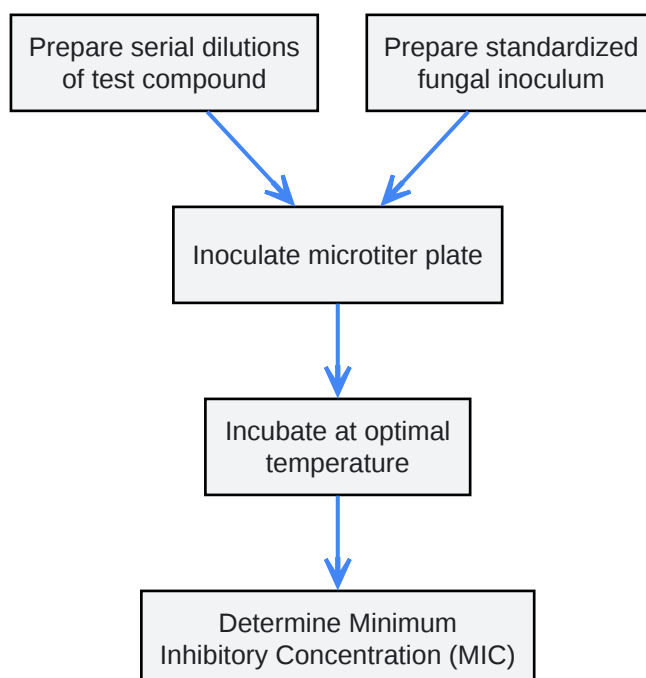 Prepare serial dilutions
of test compound
Prepare standardized
fungal inoculum
Inoculate microtiter plate
Incubate at optimal
temperature
Determine Minimum
Inhibitory Concentration (MIC)